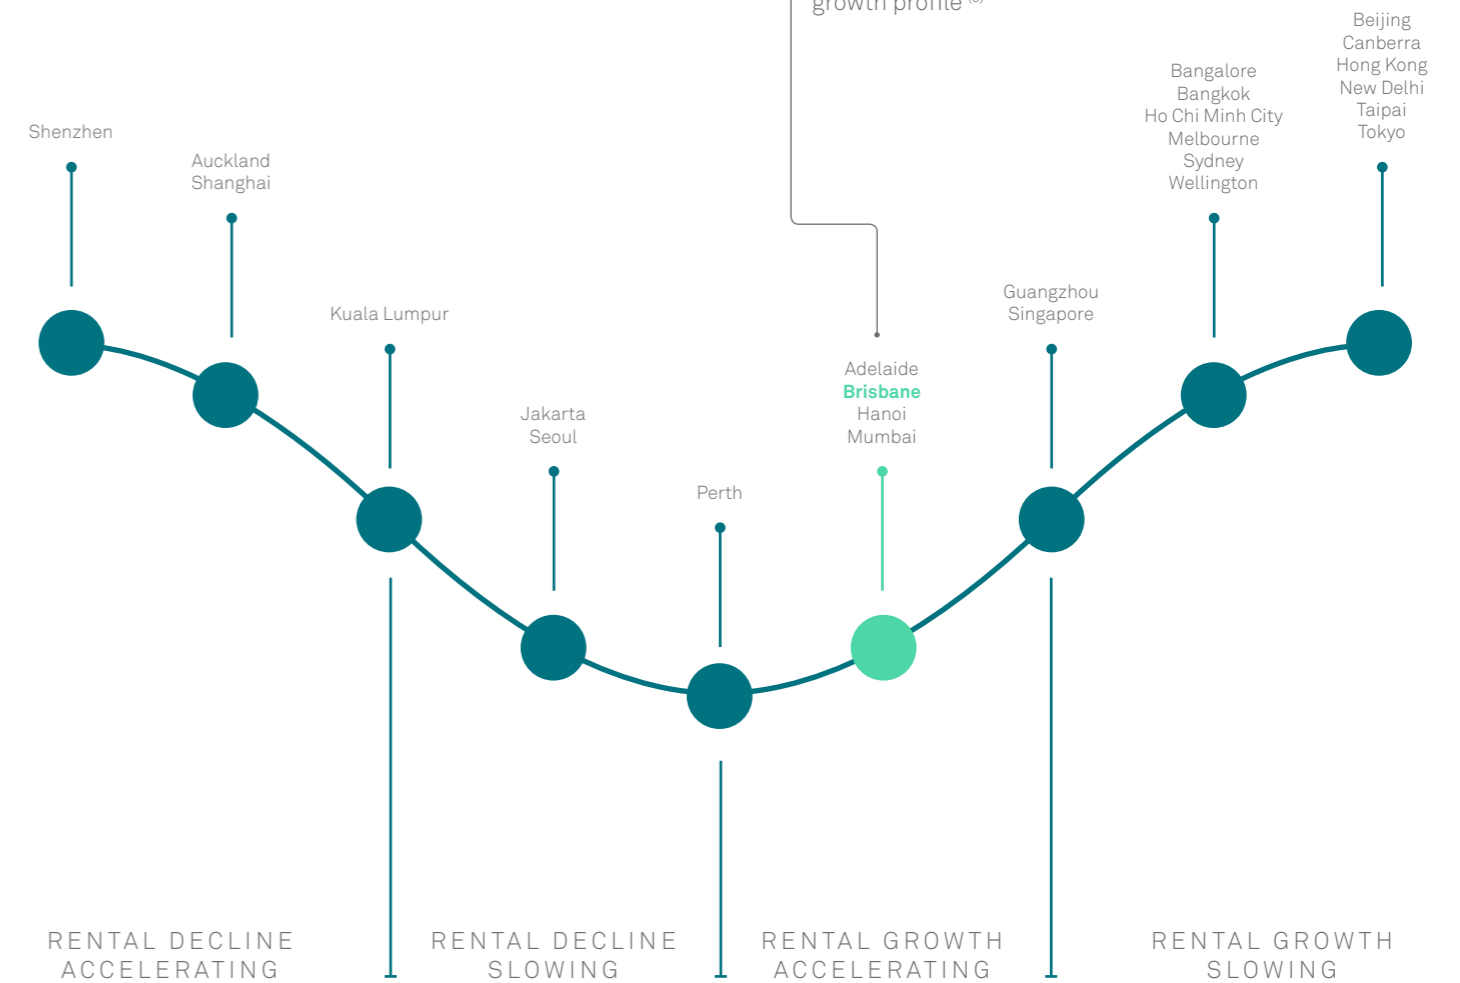 growth profile
Beijing
Canberra
Hong Kong
New Delhi
Taipai
Tokyo
Bangalore
Bangkok
Ho Chi Minh City
Melbourne
Sydney
Wellington
Shenzhen
Auckland
Shanghai
Kuala Lumpur
Guangzhou
Singapore
Jakarta
Seoul
Adelaide
Brisbane
Hanoi
Mumbai
Perth
RENTAL DECLINE
ACCELERATING
RENTAL DECLINE
SLOWING
RENTAL GROWTH
ACCELERATING
RENTAL GROWTH
SLOWING